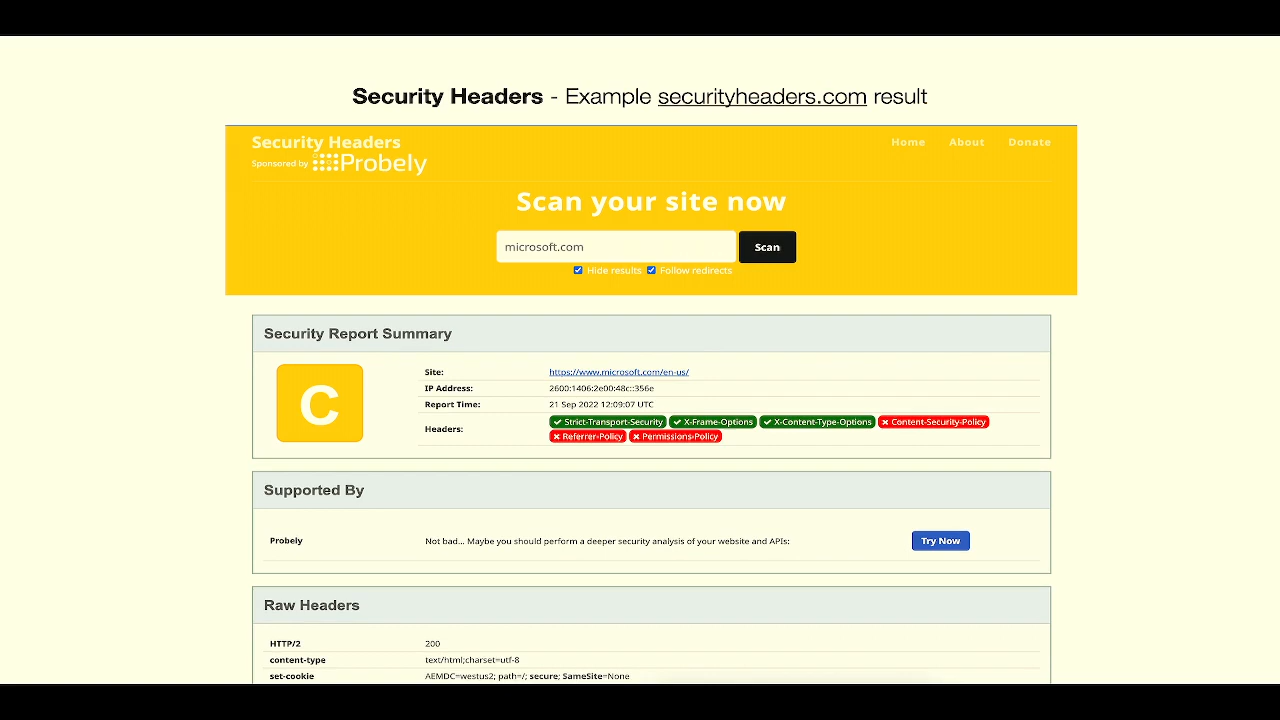 Security Headers - Example securityheaders.com result
Security Headers
Sponsored by Probely
Home About Donate
Scan your site now
microsoft.com Scan
Hide results Follow redirects
Security Report Summary
C
Site: https://www.microsoft.com/en-us/
IP Address: 2600:1406:2e00:48c::356e
Report Time: 21 Sep 2022 12:09:07 UTC
Headers: Strict-Transport-Security X-Frame-Options X-Content-Type-Options Content-Security-Policy
Referrer-Policy Permissions-Policy
Supported By
Probely Not bad... Maybe you should perform a deeper security analysis of your website and APIs: Try Now
Raw Headers
HTTP/2 200
content-type text/html;charset=utf-8
set-cookie AEMDC=westus2; path=/; secure; SameSite=None